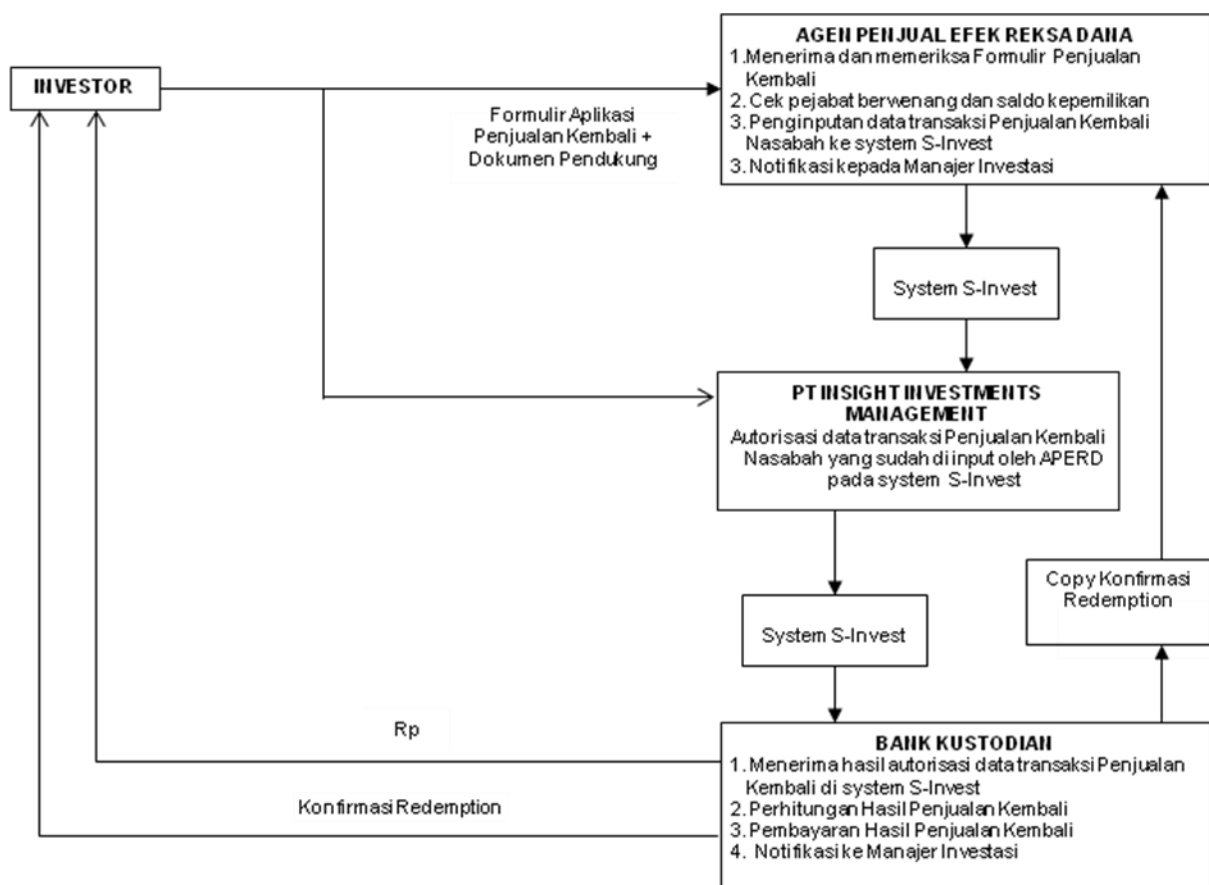 AGEN PENJUAL EFEK REKSA DANA
1.Menerima dan memeriksa Formulir Penjualan
Kembali
2. Cek pejabat berwenang dan saldo kepemilikan
3. Penginputan data transaksi Penjualan Kembali
Nasabah ke system S-Invest
3. Notifikasi kepada Manajer Investasi
INVESTOR
Formulir Aplikasi
Penjualan Kembali +
Dokumen Pendukung
System S-Invest
PT INSIGHT INVESTMENTS
MANAGEMENT
Autorisasi data transaksi Penjualan Kembali
Nasabah yang sudah di input oleh APERD
pada system S-Invest
Copy Konfirmasi
Redemption
System S-Invest
Rp
Konfirmasi Redemption
BANK KUSTODIAN
1. Menerima hasil autorisasi data transaksi Penjualan
Kembali di system S-Invest
2. Perhitungan Hasil Penjualan Kembali
3. Pembayaran Hasil Penjualan Kembali
4. Notifikasi ke Manajer Investasi